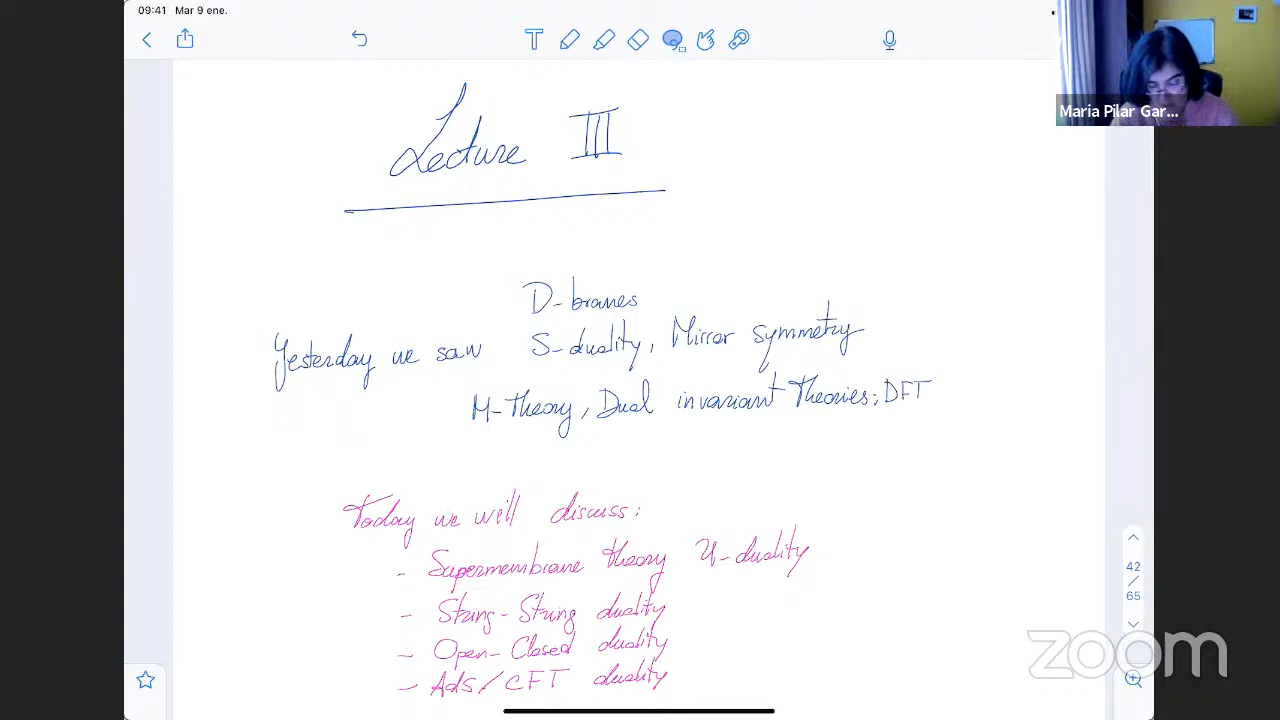 09:41 Mar 9 ene.
Maria Pilar Gar...
Lecture III
D-branes
Yesterday we saw S-duality, Mirror symmetry
M-Theory, Dual invariant Theories; DFT
Today we will discuss:
- Supermembrane theory U-duality
- String-String duality
- Open-Closed duality
- AdS/CFT duality
42
/
65
zoom